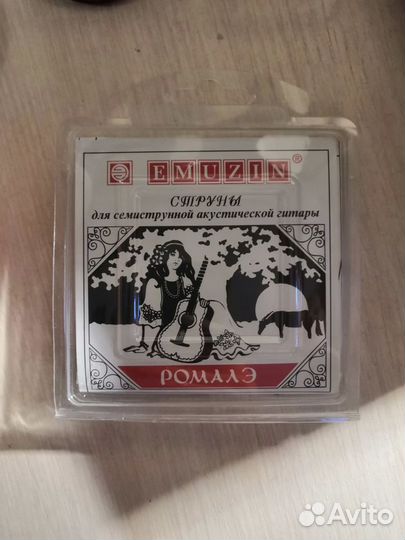 EMUZIN®
СТРУНЫ
для семиструнной акустической гитары
РОМАЛЭ
Avito